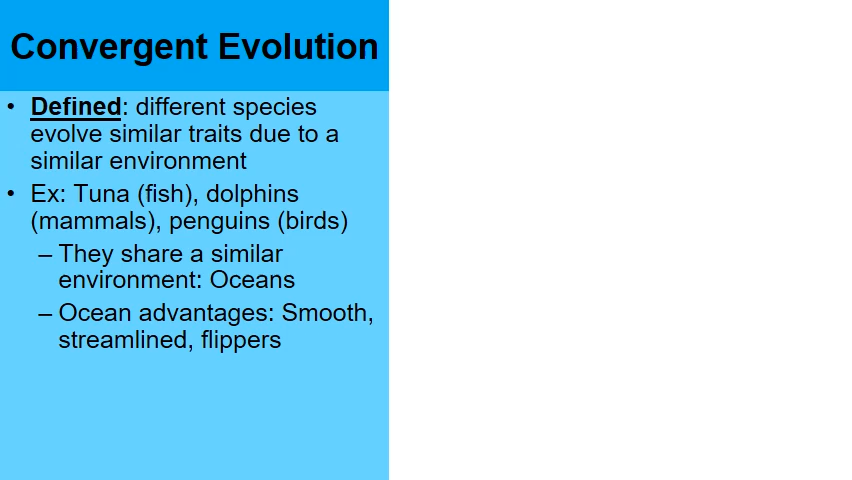 Convergent Evolution
• Defined: different species
evolve similar traits due to a
similar environment
• Ex: Tuna (fish), dolphins
(mammals), penguins (birds)
– They share a similar
environment: Oceans
– Ocean advantages: Smooth,
streamlined, flippers